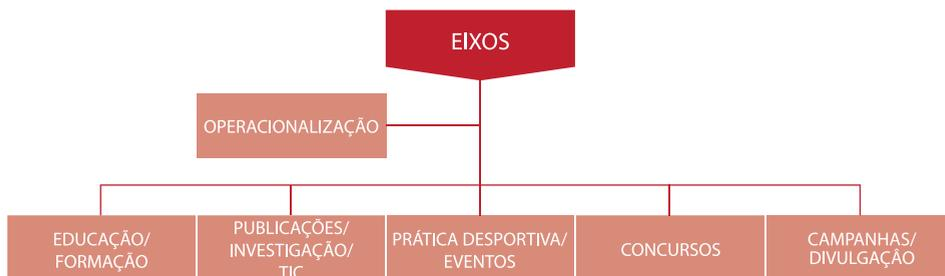 EIXOS
OPERACIONALIZAÇÃO
EDUCAÇÃO/
FORMAÇÃO
PUBLICAÇÕES/
INVESTIGAÇÃO/
TIC
PRÁTICA DESPORTIVA/
EVENTOS
CONCURSOS
CAMPANHAS/
DIVULGAÇÃO